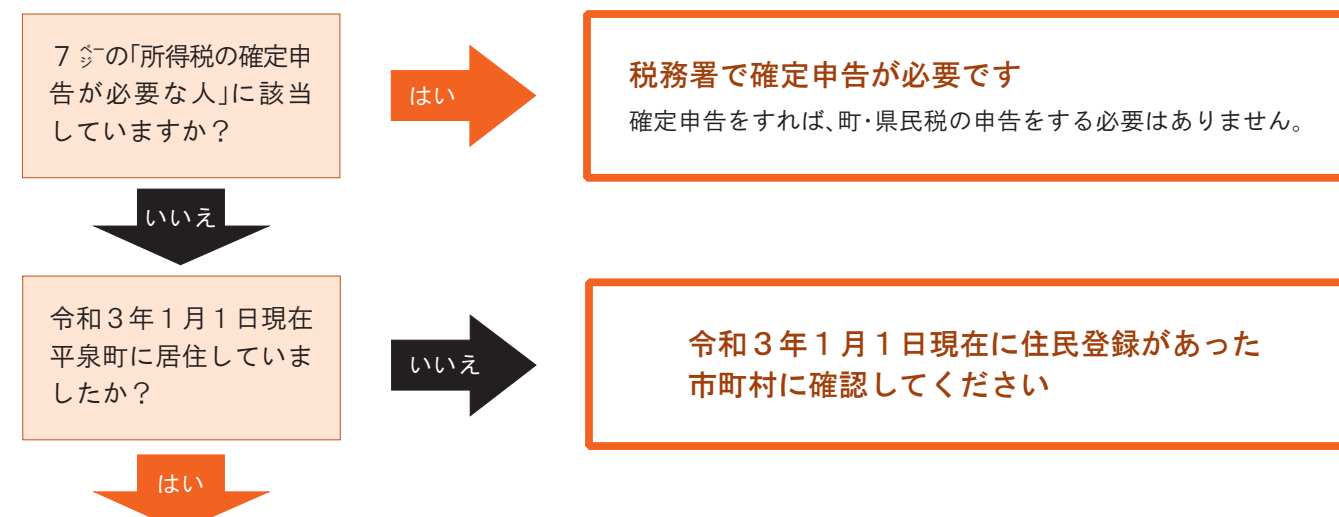 ７㌻の「所得税の確定申
告が必要な人」に該当
していますか？
はい
税務署で確定申告が必要です
確定申告をすれば、町・県民税の申告をする必要はありません。
いいえ
令和３年１月１日現在
平泉町に居住していま
したか？
いいえ
令和３年１月１日現在に住民登録があった
市町村に確認してください
はい